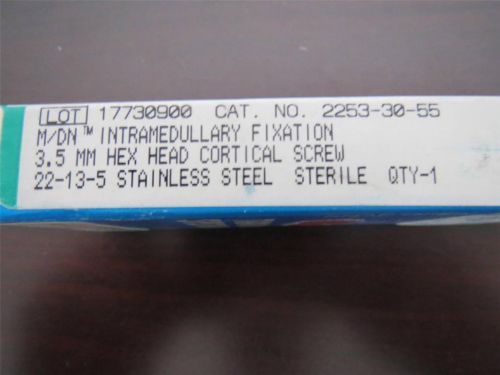 LOT 17730900 CAT. NO. 2253-30-55
M/DN™ INTRAMEDULLARY FIXATION
3.5 MM HEX HEAD CORTICAL SCREW
22-13-5 STAINLESS STEEL STERILE QTY-1